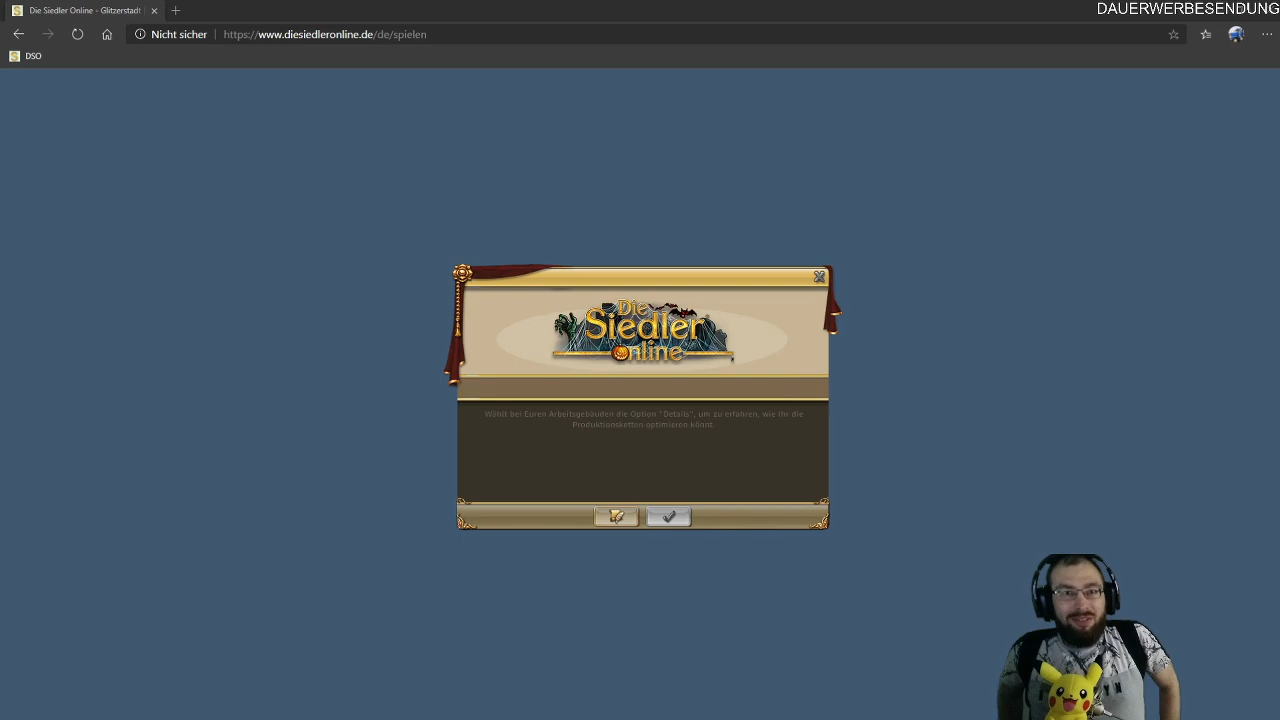 DAUERWERBESENDUNG
Die Siedler Online - Glitzerstadt
Nicht sicher
https://www.diesiedleronline.de/de/spielen
DSO
Die
Siedler
Online
Wählt bei Euren Arbeitsgebäuden die Option "Details", um zu erfahren, wie Ihr die
Produktionsketten optimieren könnt.